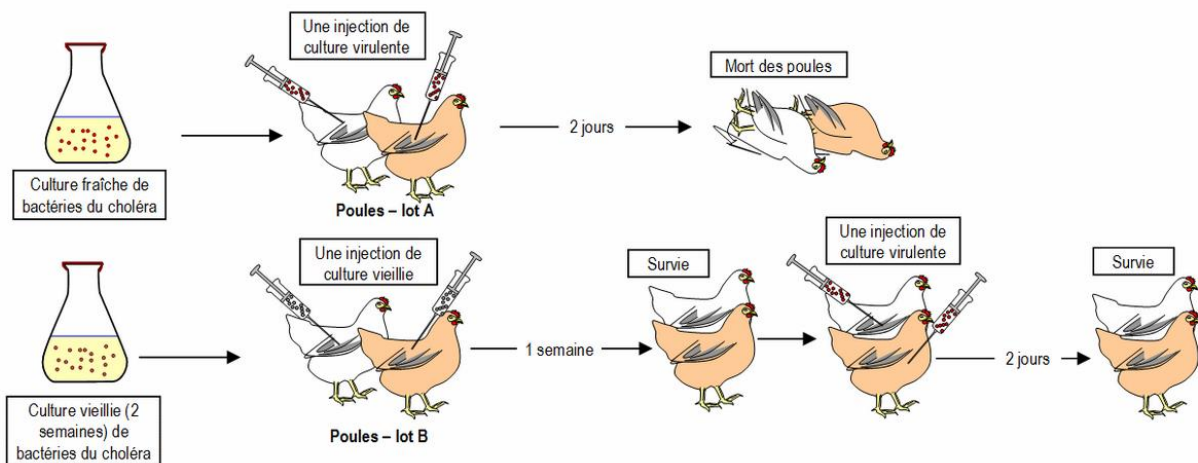 Une injection de
culture virulente
Mort des poules
2 jours
Culture fraîche de
bactéries du choléra
Poules – lot A
Une injection de
culture vieillie
Survie
Une injection de
culture virulente
Survie
1 semaine
2 jours
Culture vieillie (2
semaines) de
bactéries du choléra
Poules – lot B